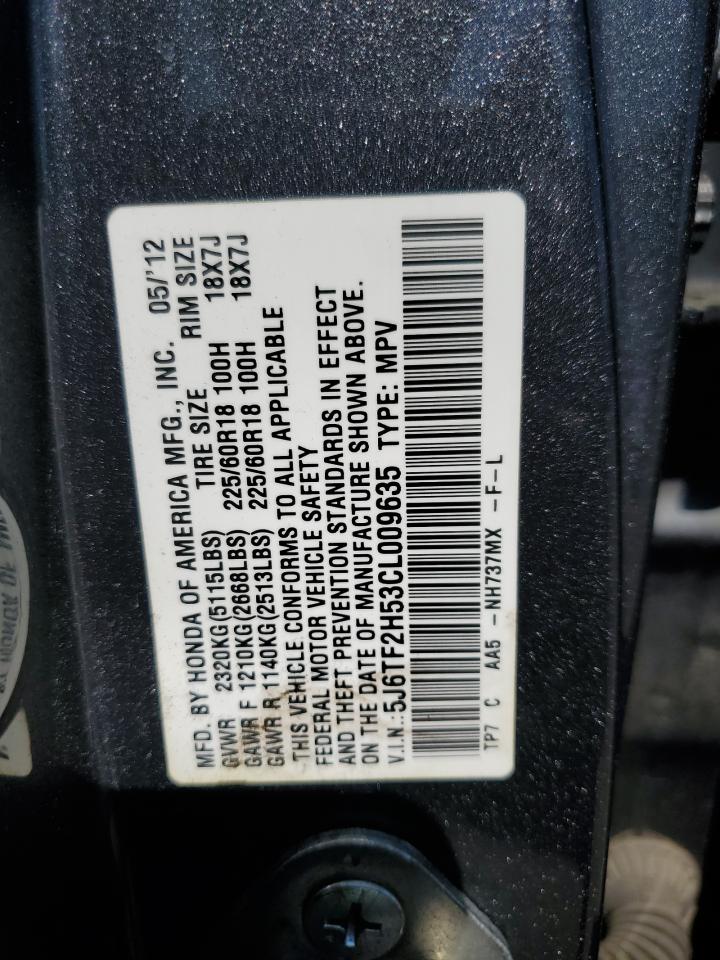 MFD. BY HONDA OF AMERICA MFG., INC. 05/'12
GVWR 2320KG(5115LBS) TIRE SIZE RIM SIZE
GAWR F 1210KG(2668LBS) 225/60R18 100H 18X7J
GAWR R 1140KG(2513LBS) 225/60R18 100H 18X7J
THIS VEHICLE CONFORMS TO ALL APPLICABLE
FEDERAL MOTOR VEHICLE SAFETY
AND THEFT PREVENTION STANDARDS IN EFFECT
ON THE DATE OF MANUFACTURE SHOWN ABOVE.
V.I.N.:5J6TF2H53CL009635 TYPE: MPV
TP7 C AA5 -NH737MX -F-L